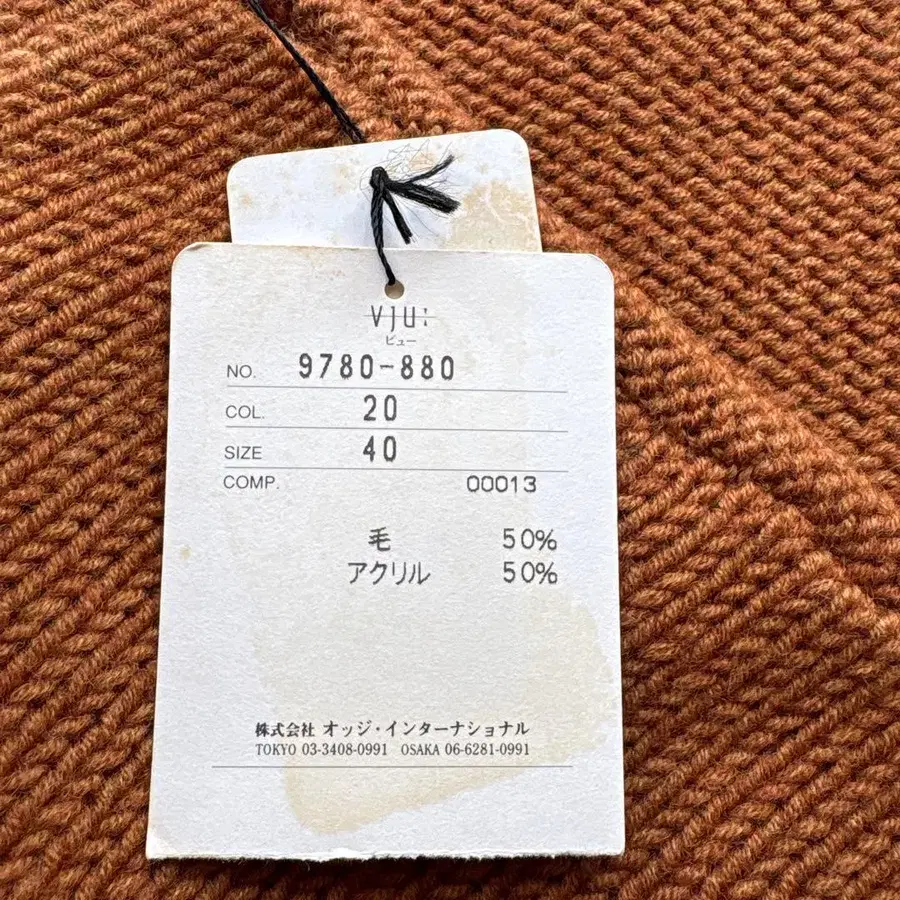 vju:
ビュー
NO. 9780-880
COL. 20
SIZE 40
COMP. 00013
毛 50%
アクリル 50%
株式会社 オッジ・インターナショナル
TOKYO 03-3408-0991 OSAKA 06-6281-0991